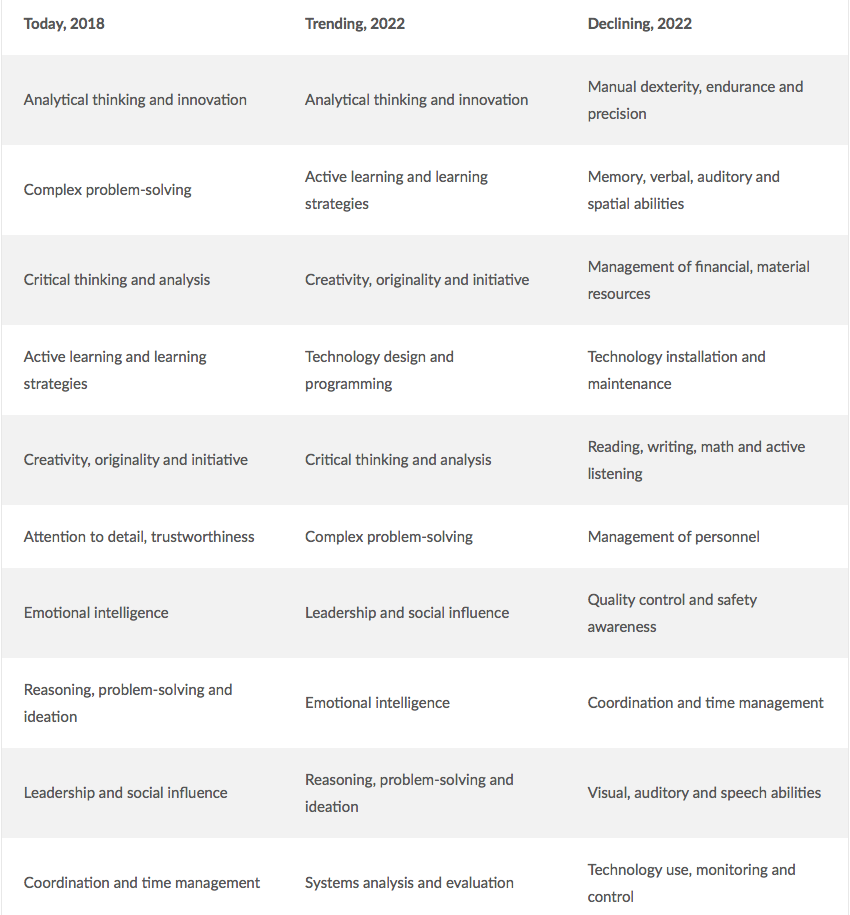 Today, 2018 Trending, 2022 Declining, 2022
Analytical thinking and innovation Analytical thinking and innovation Manual dexterity, endurance and
precision
Complex problem-solving Active learning and learning Memory, verbal, auditory and
strategies spatial abilities
Critical thinking and analysis Creativity, originality and initiative Management of financial, material
resources
Active learning and learning Technology design and Technology installation and
strategies programming maintenance
Creativity, originality and initiative Critical thinking and analysis Reading, writing, math and active
listening
Attention to detail, trustworthiness Complex problem-solving Management of personnel
Emotional intelligence Leadership and social influence Quality control and safety
awareness
Reasoning, problem-solving and Emotional intelligence Coordination and time management
ideation
Leadership and social influence Reasoning, problem-solving and Visual, auditory and speech abilities
ideation
Coordination and time management Systems analysis and evaluation Technology use, monitoring and
control